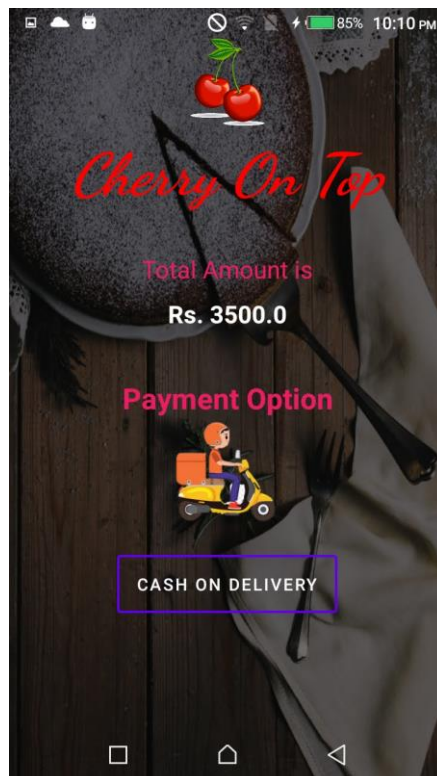 85% 10:10 PM
Cherry On Top
Total Amount is
Rs. 3500.0
Payment Option
CASH ON DELIVERY